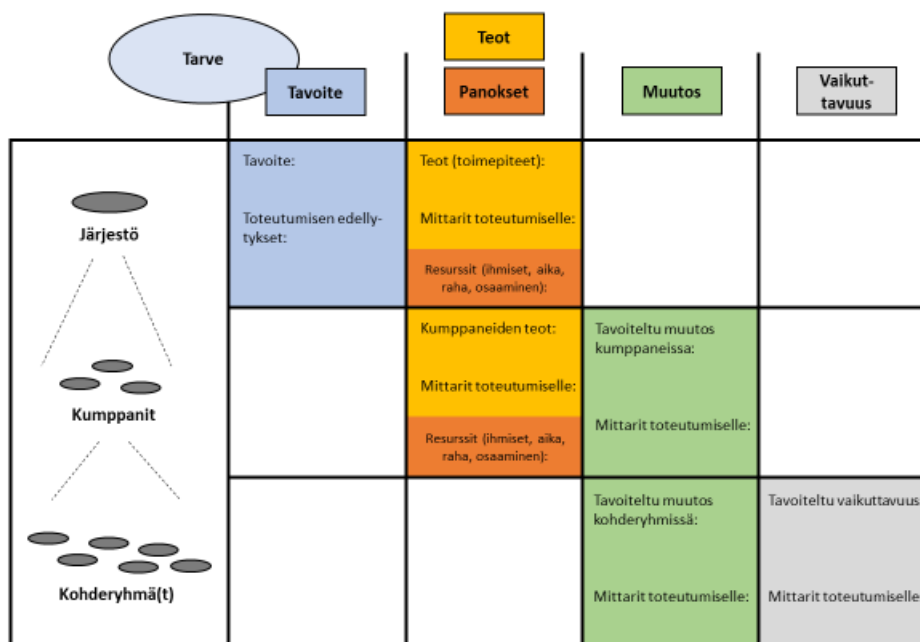 Tarve
Teot
Tavoite
Panokset
Muutos
Vaikut-
tavuus
Järjestö
Tavoite:
Toteutumisen edelly-
tykset:
Teot (toimepiteet):
Mittarit toteutumiselle:
Resurssit (ihmiset, aika,
raha, osaaminen):
Kumppanit
Kumppaneiden teot:
Mittarit toteutumiselle:
Resurssit (ihmiset, aika,
raha, osaaminen):
Tavoiteltu muutos
kumppaneissa:
Mittarit toteutumiselle:
Kohderyhmä(t)
Tavoiteltu muutos
kohderyhmissä:
Mittarit toteutumiselle:
Tavoiteltu vaikuttavuus
Mittarit toteutumiselle: